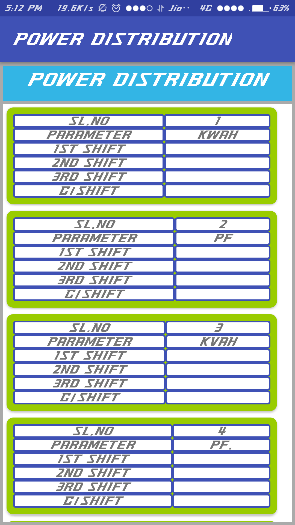 5:12 PM 19.6K/s Jio 4G 63%
POWER DISTRIBUTION
POWER DISTRIBUTION
SL.NO 1
PARAMETER KWAH
1ST SHIFT
2ND SHIFT
3RD SHIFT
G/SHIFT
SL.NO 2
PARAMETER PF
1ST SHIFT
2ND SHIFT
3RD SHIFT
G/SHIFT
SL.NO 3
PARAMETER KVAH
1ST SHIFT
2ND SHIFT
3RD SHIFT
G/SHIFT
SL.NO 4
PARAMETER PF.
1ST SHIFT
2ND SHIFT
3RD SHIFT
G/SHIFT